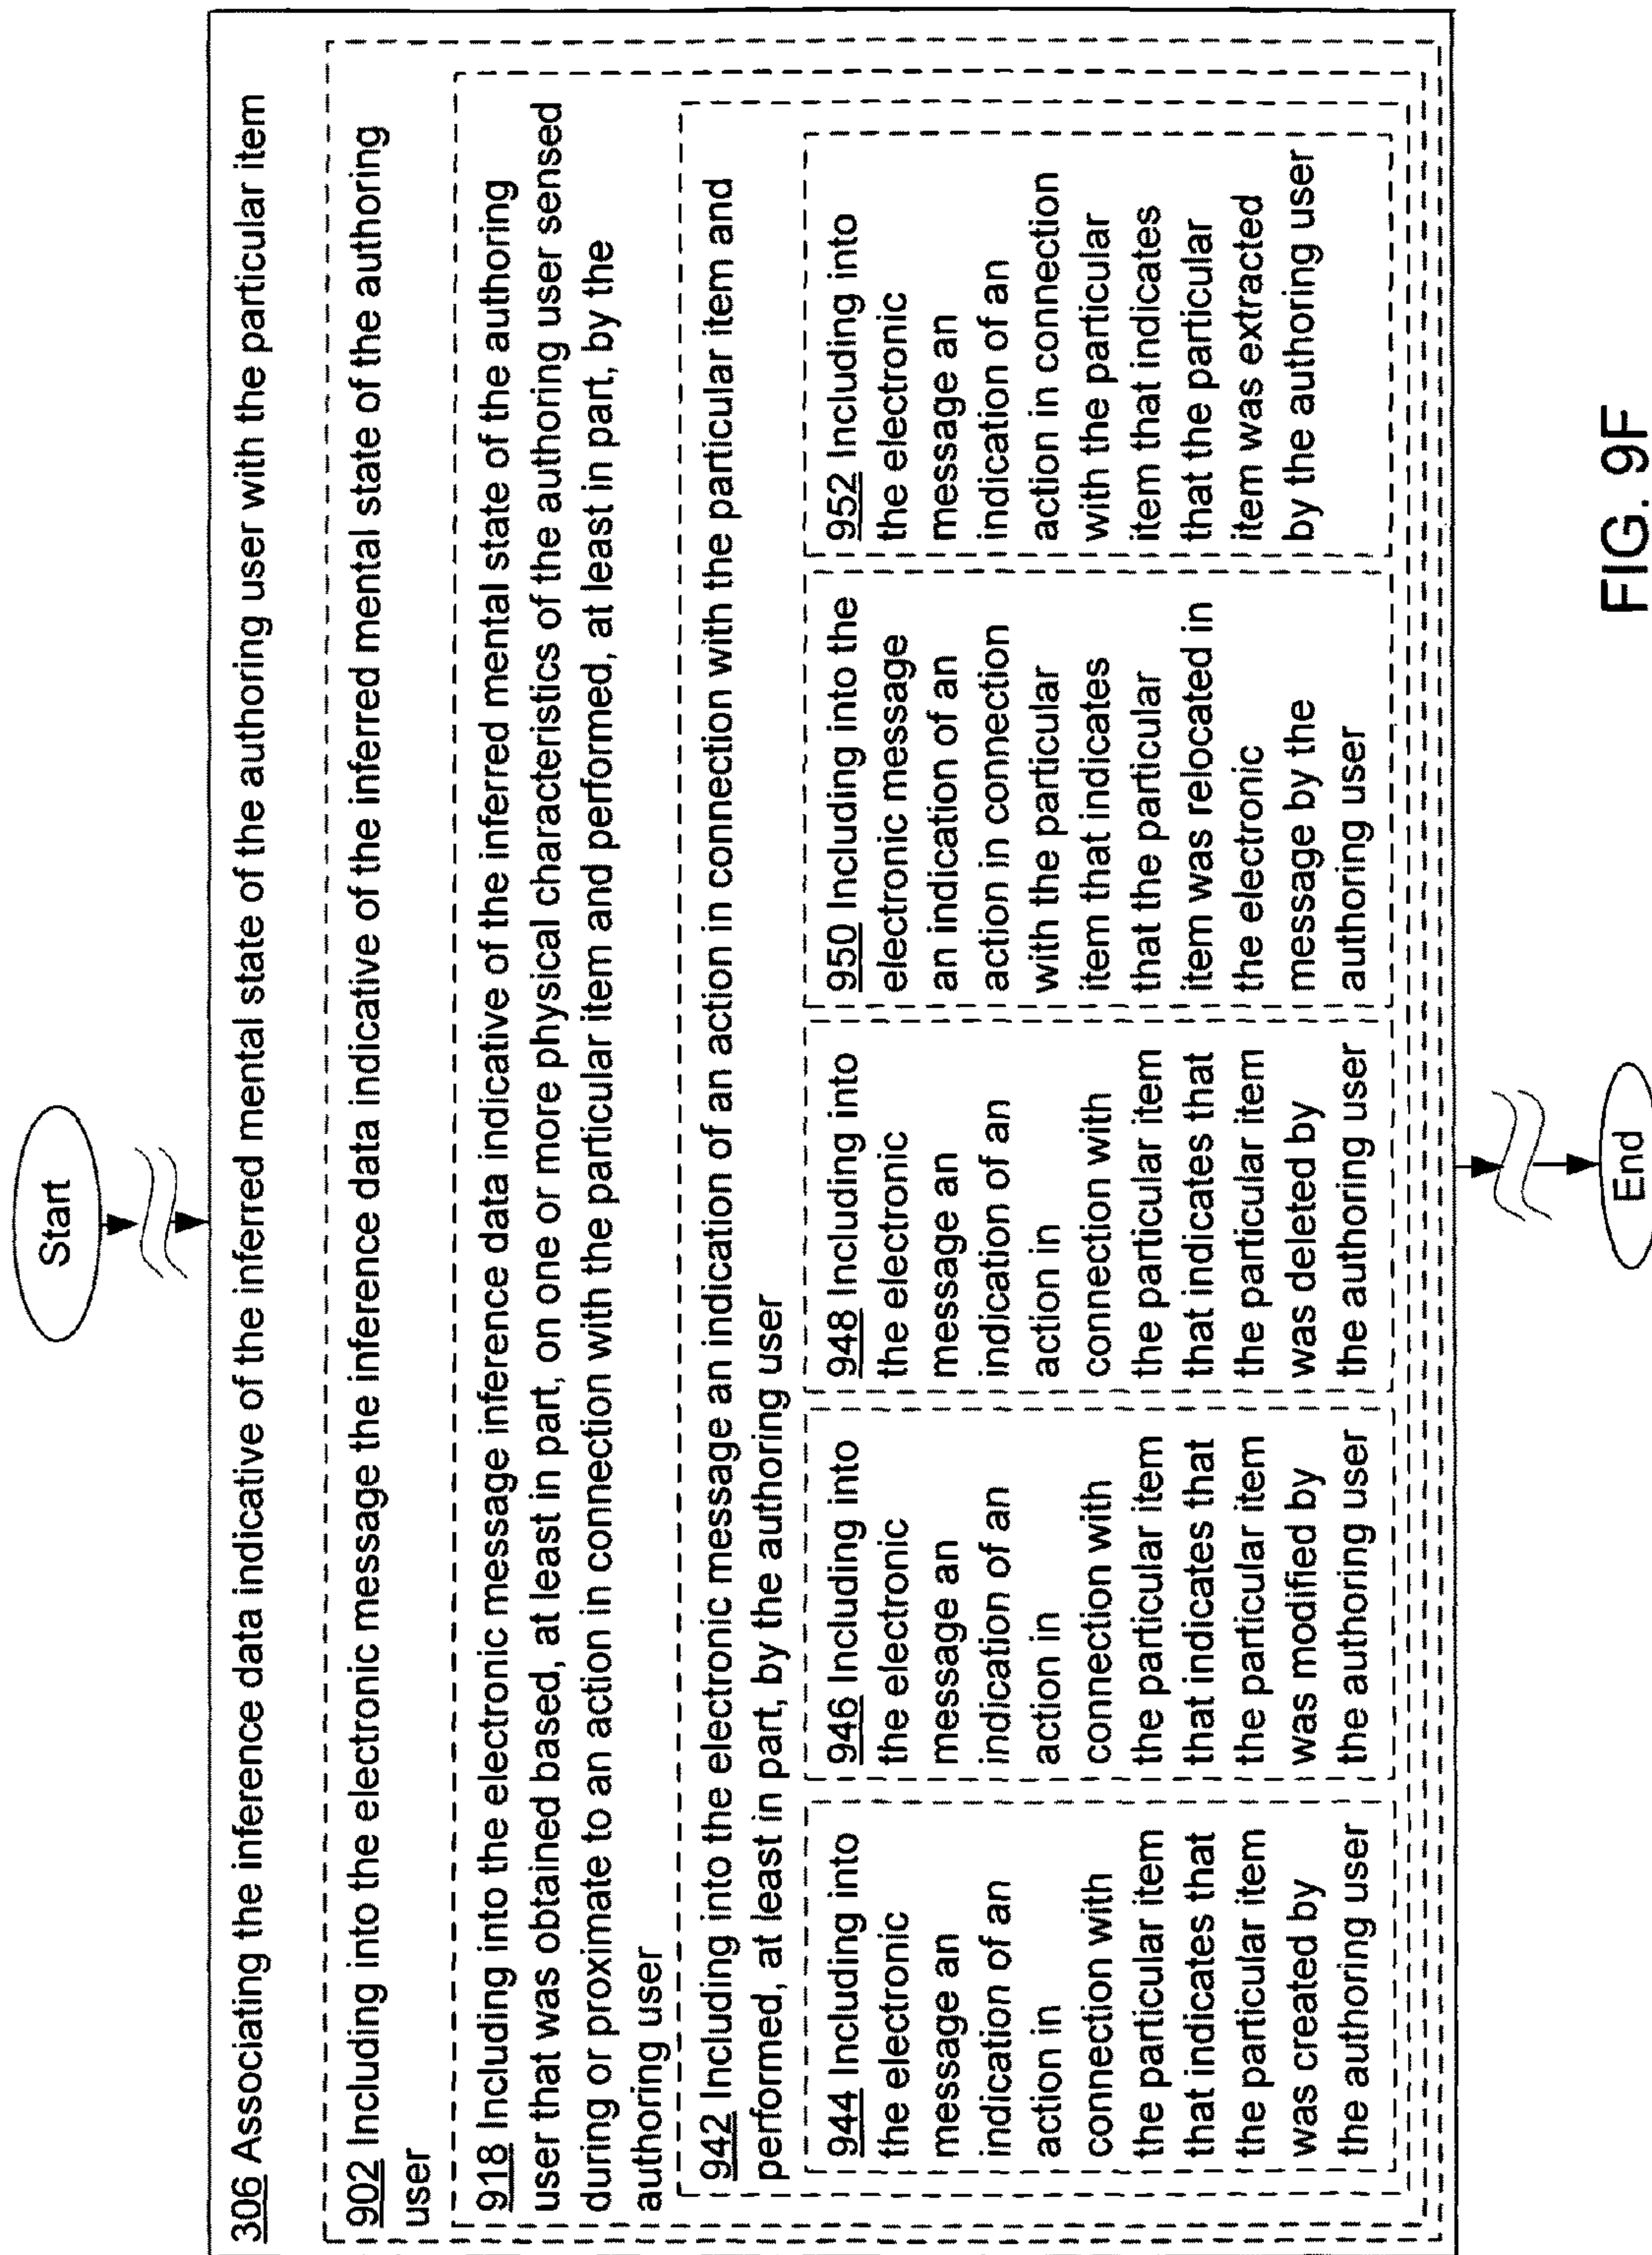 Start
306 Associating the inference data indicative of the inferred mental state of the authoring user with the particular item
902 Including into the electronic message the inference data indicative of the inferred mental state of the authoring
user
918 Including into the electronic message inference data indicative of the inferred mental state of the authoring
user that was obtained based, at least in part, on one or more physical characteristics of the authoring user sensed
during or proximate to an action in connection with the particular item and performed, at least in part, by the
authoring user
942 Including into the electronic message an indication of an action in connection with the particular item and
performed, at least in part, by the authoring user
944 Including into
the electronic
message an
indication of an
action in
connection with
the particular item
that indicates that
the particular item
was created by
the authoring user
946 Including into
the electronic
message an
indication of an
action in
connection with
the particular item
that indicates that
the particular item
was modified by
the authoring user
948 Including into
the electronic
message an
indication of an
action in
connection with
the particular item
that indicates that
the particular item
was deleted by
the authoring user
950 Including into the
electronic message
an indication of an
action in connection
with the particular
item that indicates
that the particular
item was relocated in
the electronic
message by the
authoring user
952 Including into
the electronic
message an
indication of an
action in connection
with the particular
item that indicates
that the particular
item was extracted
by the authoring user
End
FIG. 9F